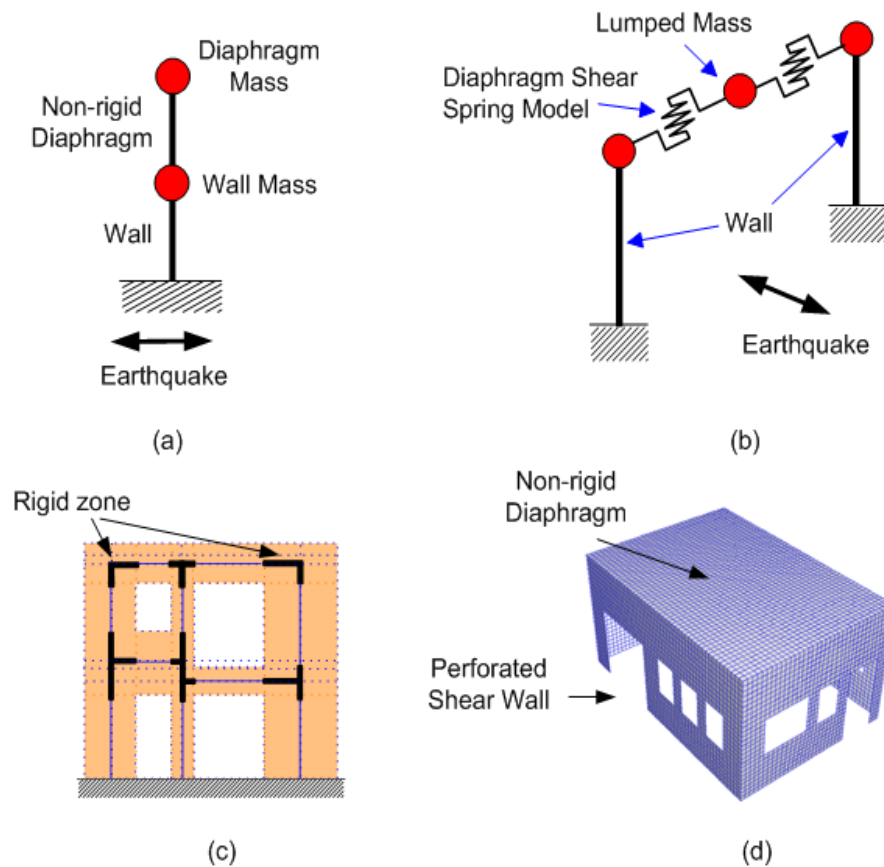 Diaphragm
Mass
Non-rigid
Diaphragm
Wall Mass
Wall
Earthquake
(a)
Lumped Mass
Diaphragm Shear
Spring Model
Wall
Earthquake
(b)
Rigid zone
(c)
Non-rigid
Diaphragm
Perforated
Shear Wall
(d)